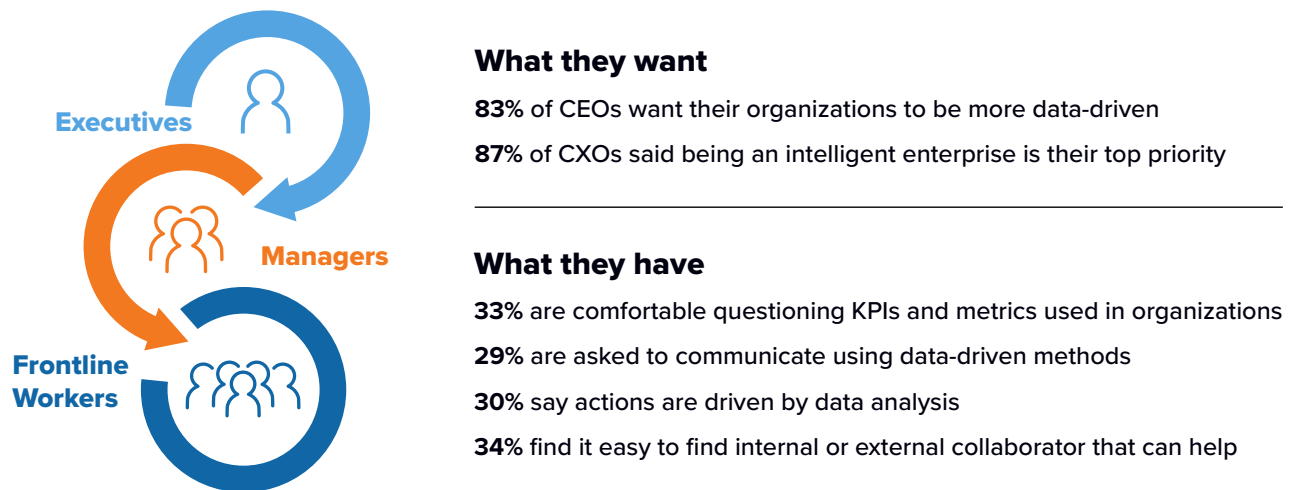 Executives
Managers
Frontline
Workers
What they want
83% of CEOs want their organizations to be more data-driven
87% of CXOs said being an intelligent enterprise is their top priority
What they have
33% are comfortable questioning KPIs and metrics used in organizations
29% are asked to communicate using data-driven methods
30% say actions are driven by data analysis
34% find it easy to find internal or external collaborator that can help